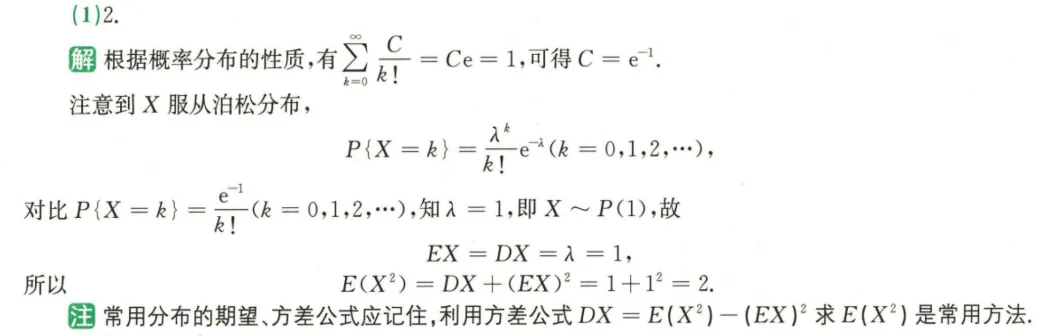 (1)2.
解 根据概率分布的性质,有$\sum_{k=0}^{\infty}\frac{C}{k!}=Ce=1$,可得$C=e^{-1}$.
注意到 X 服从泊松分布,
$P\{X=k\}=\frac{\lambda^k}{k!}e^{-\lambda}(k=0,1,2,\cdots)$,
对比$P\{X=k\}=\frac{e^{-1}}{k!}(k=0,1,2,\cdots)$,知$\lambda=1$,即$X\sim P(1)$,故
$EX=DX=\lambda=1$,
所以 $E(X^2)=DX+(EX)^2=1+1^2=2$.
注 常用分布的期望、方差公式应记住,利用方差公式$DX=E(X^2)-(EX)^2$求$E(X^2)$是常用方法.